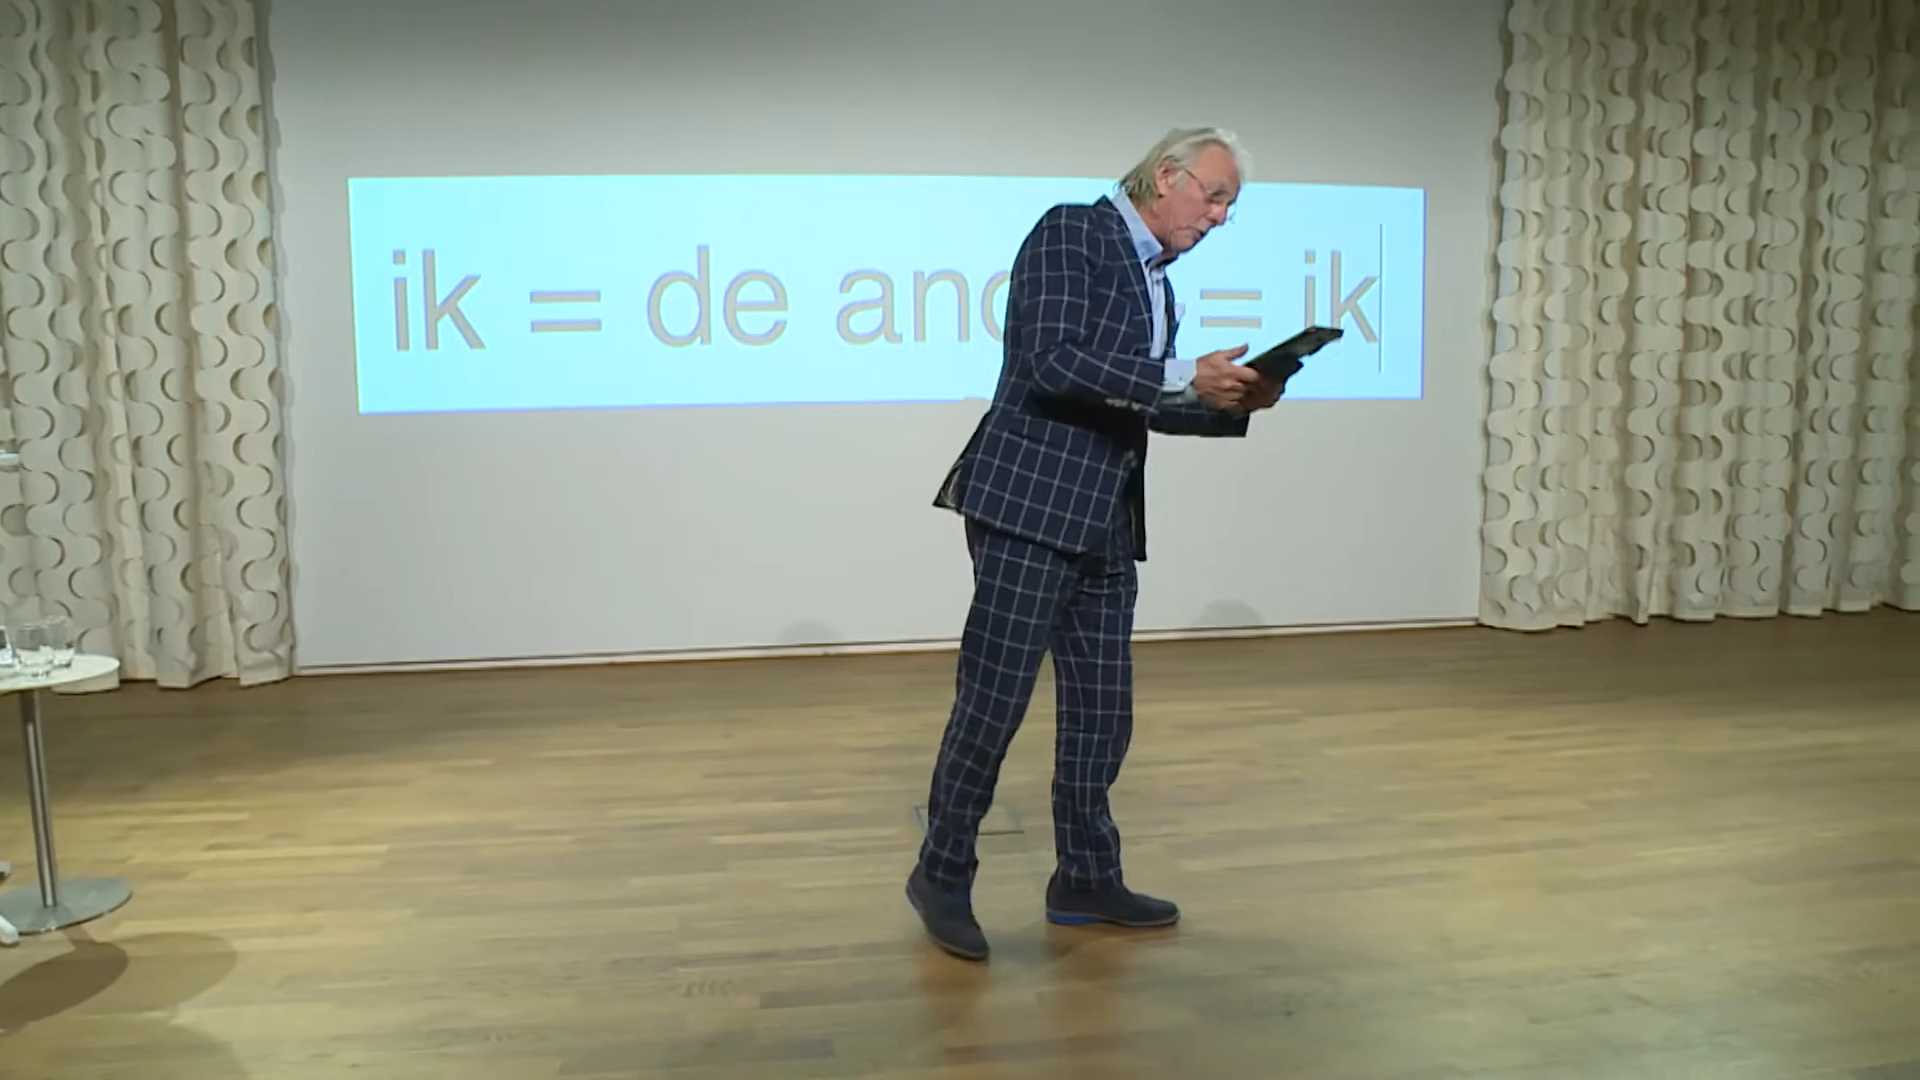 ik = de = ik